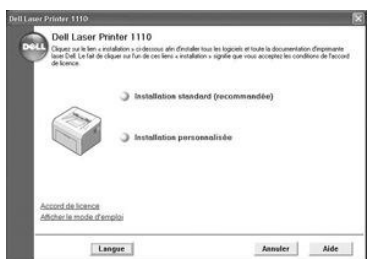 Dell Laser Printer 1110
DELL
Dell Laser Printer 1110
Cliquez sur le lien « installation » ci-dessous afin d'installer tous les logiciels et toute la documentation d'imprimante
laser Dell. Le fait de cliquer sur l'un de ces liens « installation » signifie que vous acceptez les conditions de l'accord
de licence.
Installation standard (recommandée)
Installation personnalisée
Accord de licence
Afficher le mode d'emploi
Langue
Annuler
Aide